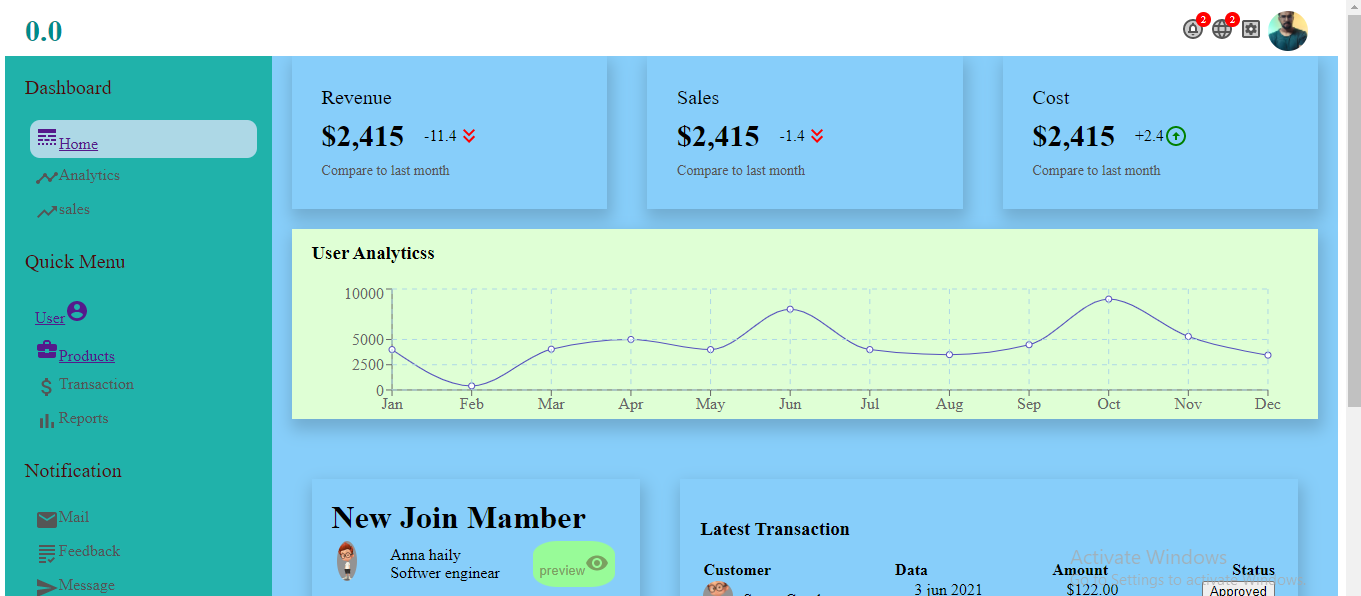 0.0
2
2
Dashboard
Home
Analytics
sales
Quick Menu
User
Products
Transaction
Reports
Notification
Mail
Feedback
Message
Revenue
$2,415 -11.4
Compare to last month
Sales
$2,415 -1.4
Compare to last month
Cost
$2,415 +2.4
Compare to last month
User Analyticss
10000
5000
2500
0
Jan Feb Mar Apr May Jun Jul Aug Sep Oct Nov Dec
New Join Mamber
Anna haily
Softwer enginear
preview
Latest Transaction
Customer Data Amount Status
3 jun 2021 $122.00 Approved
Activate Windows
Go to Settings to activate Windows.